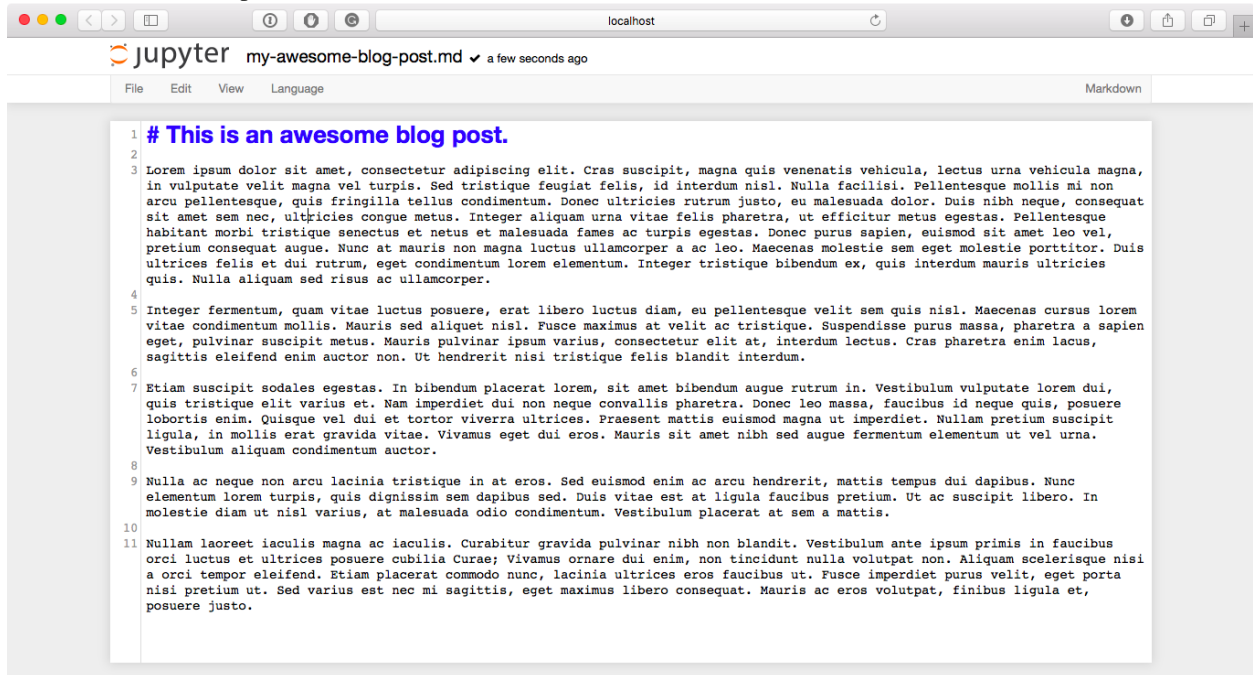 localhost
jupyter my-awesome-blog-post.md ✔ a few seconds ago
File Edit View Language Markdown
1 # This is an awesome blog post.
2
3 Lorem ipsum dolor sit amet, consectetur adipiscing elit. Cras suscipit, magna quis venenatis vehicula, lectus urna vehicula magna,
in vulputate velit magna vel turpis. Sed tristique feugiat felis, id interdum nisl. Nulla facilisi. Pellentesque mollis mi non
arcu pellentesque, quis fringilla tellus condimentum. Donec ultricies rutrum justo, eu malesuada dolor. Duis nibh neque, consequat
sit amet sem nec, ultricies congue metus. Integer aliquam urna vitae felis pharetra, ut efficitur metus egestas. Pellentesque
habitant morbi tristique senectus et netus et malesuada fames ac turpis egestas. Donec purus sapien, euismod sit amet leo vel,
pretium consequat augue. Nunc at mauris non magna luctus ullamcorper a ac leo. Maecenas molestie sem eget molestie porttitor. Duis
ultrices felis et dui rutrum, eget condimentum lorem elementum. Integer tristique bibendum ex, quis interdum mauris ultricies
quis. Nulla aliquam sed risus ac ullamcorper.
4
5 Integer fermentum, quam vitae luctus posuere, erat libero luctus diam, eu pellentesque velit sem quis nisl. Maecenas cursus lorem
vitae condimentum mollis. Mauris sed aliquet nisl. Fusce maximus at velit ac tristique. Suspendisse purus massa, pharetra a sapien
eget, pulvinar suscipit metus. Mauris pulvinar ipsum varius, consectetur elit at, interdum lectus. Cras pharetra enim lacus,
sagittis eleifend enim auctor non. Ut hendrerit nisi tristique felis blandit interdum.
6
7 Etiam suscipit sodales egestas. In bibendum placerat lorem, sit amet bibendum augue rutrum in. Vestibulum vulputate lorem dui,
quis tristique elit varius et. Nam imperdiet dui non neque convallis pharetra. Donec leo massa, faucibus id neque quis, posuere
lobortis enim. Quisque vel dui et tortor viverra ultrices. Praesent mattis euismod magna ut imperdiet. Nullam pretium suscipit
ligula, in mollis erat gravida vitae. Vivamus eget dui eros. Mauris sit amet nibh sed augue fermentum elementum ut vel urna.
Vestibulum aliquam condimentum auctor.
8
9 Nulla ac neque non arcu lacinia tristique in at eros. Sed euismod enim ac arcu hendrerit, mattis tempus dui dapibus. Nunc
elementum lorem turpis, quis dignissim sem dapibus sed. Duis vitae est at ligula faucibus pretium. Ut ac suscipit libero. In
molestie diam ut nisl varius, at malesuada odio condimentum. Vestibulum placerat at sem a mattis.
10
11 Nullam laoreet iaculis magna ac iaculis. Curabitur gravida pulvinar nibh non blandit. Vestibulum ante ipsum primis in faucibus
orci luctus et ultrices posuere cubilia Curae; Vivamus ornare dui enim, non tincidunt nulla volutpat non. Aliquam scelerisque nisi
a orci tempor eleifend. Etiam placerat commodo nunc, lacinia ultrices eros faucibus ut. Fusce imperdiet purus velit, eget porta
nisi pretium ut. Sed varius est nec mi sagittis, eget maximus libero consequat. Mauris ac eros volutpat, finibus ligula et,
posuere justo.